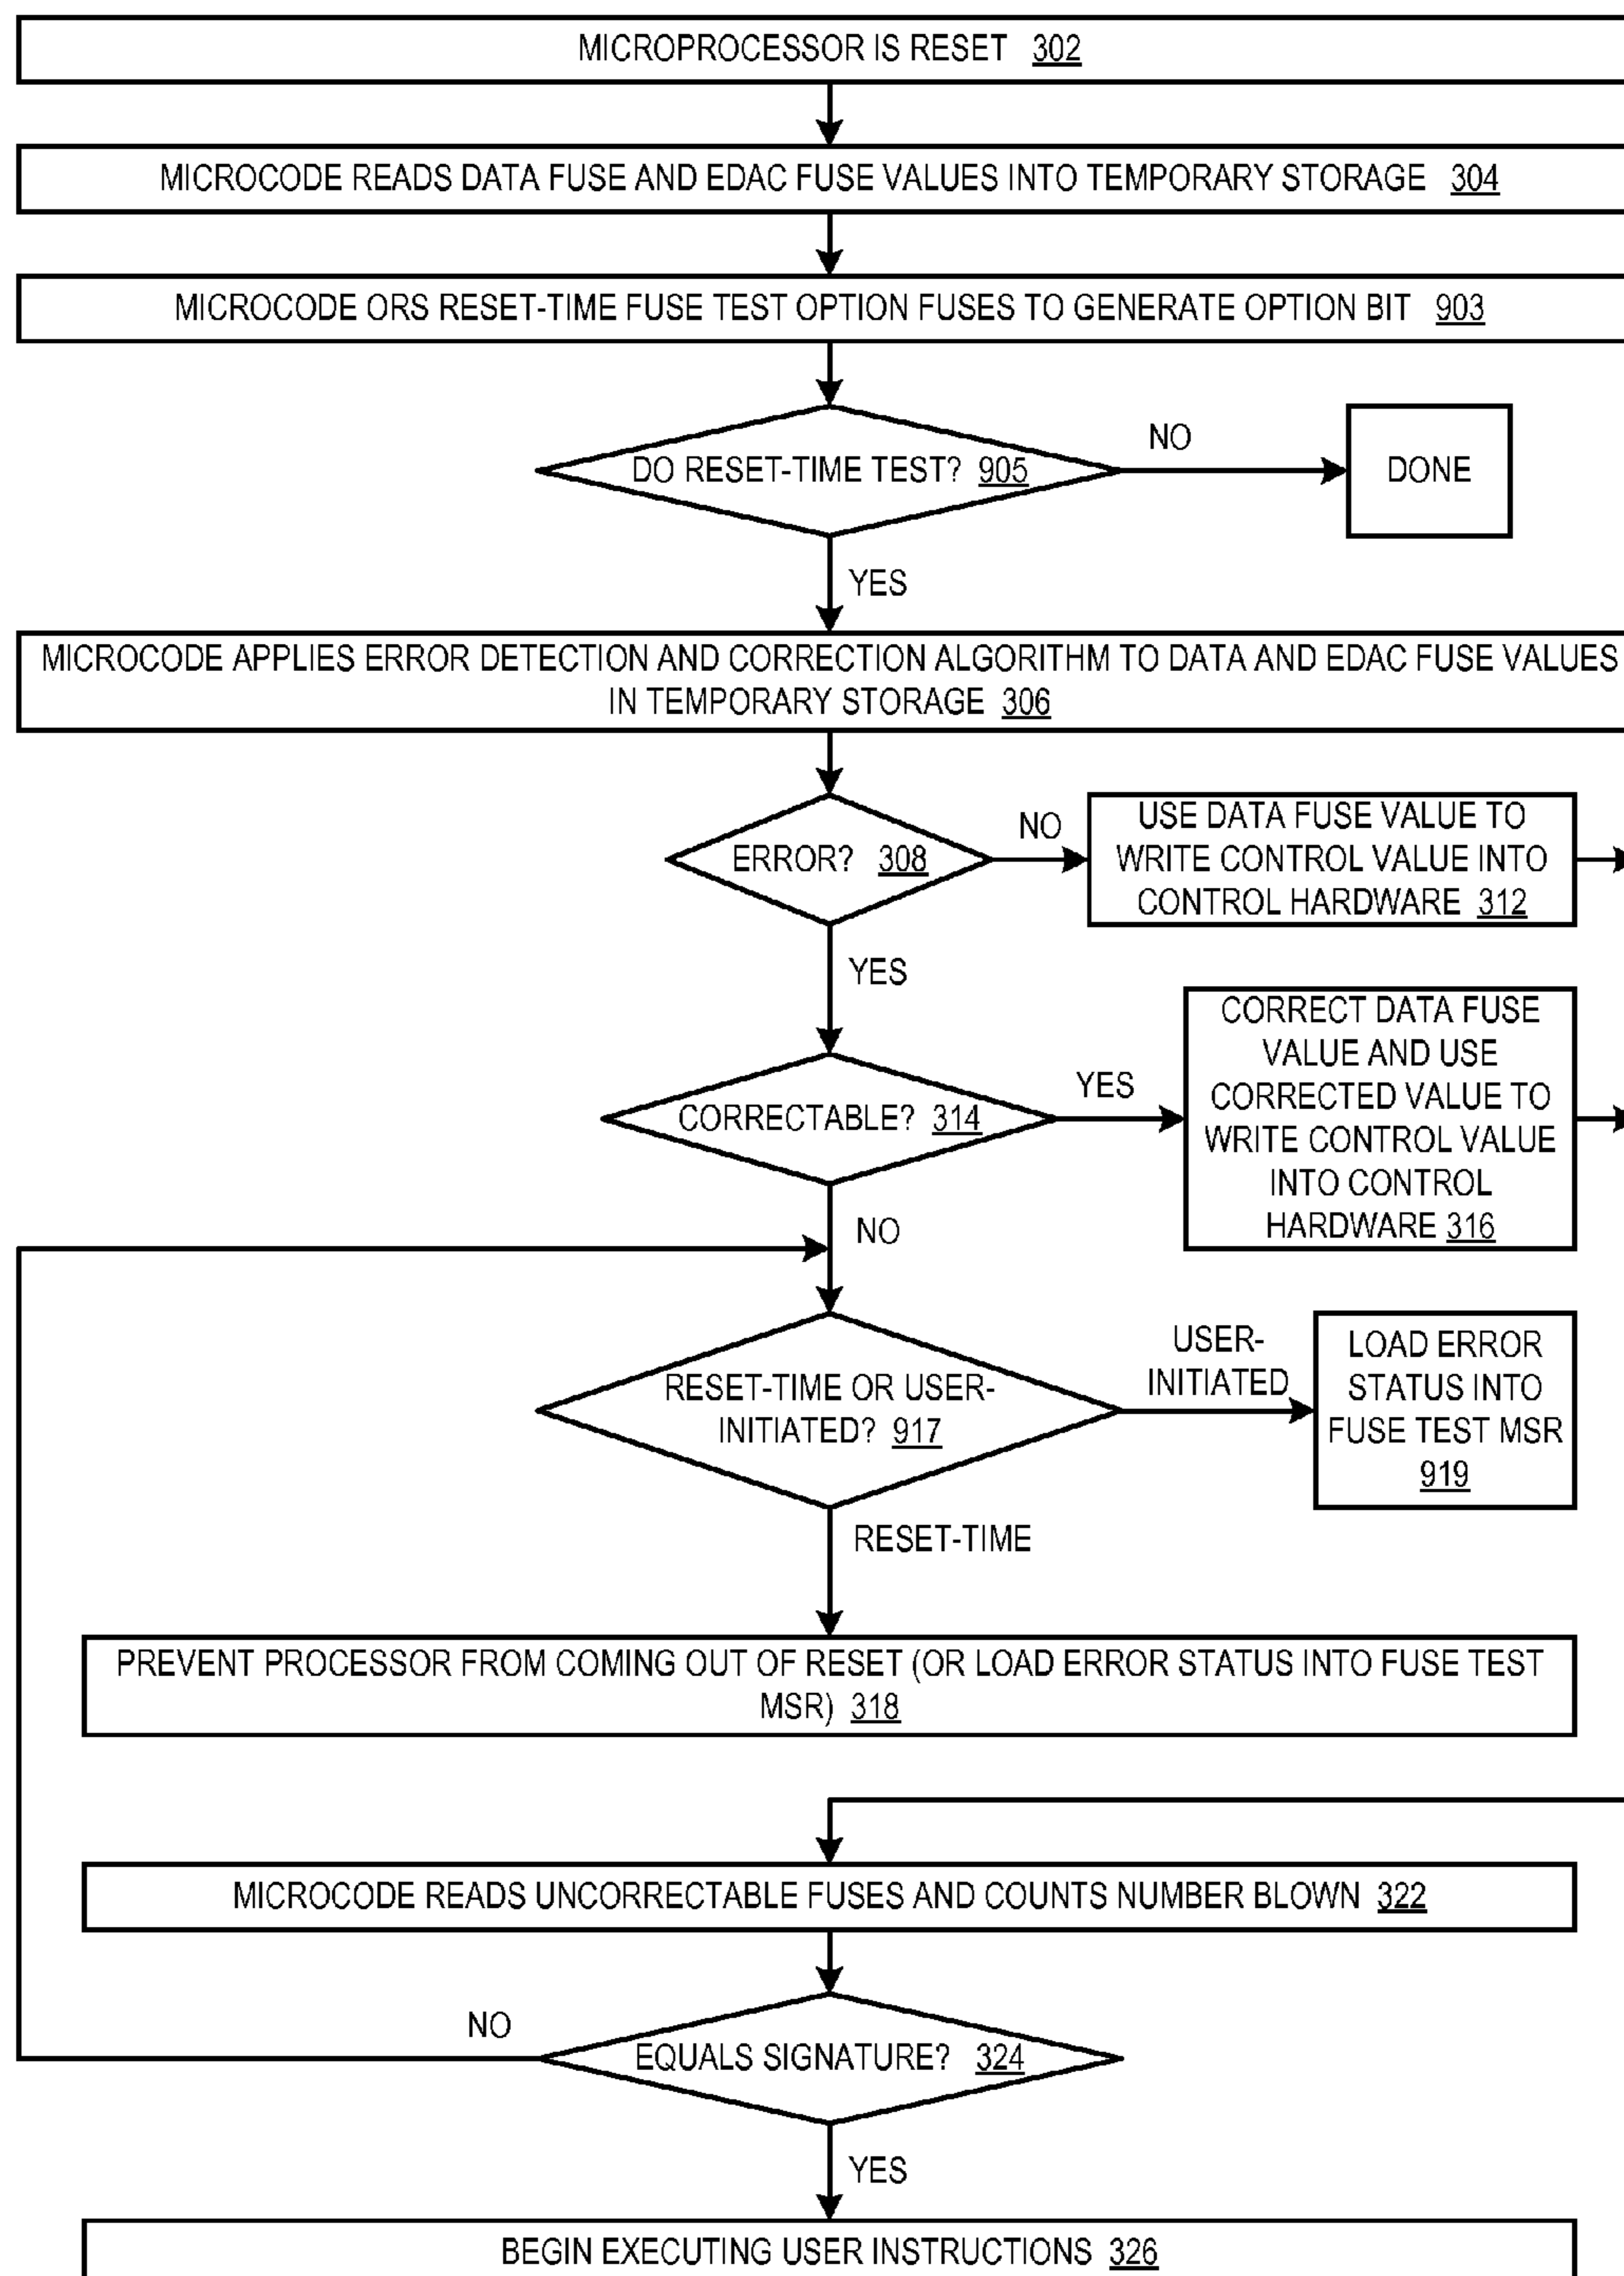 MICROPROCESSOR IS RESET 302
MICROCODE READS DATA FUSE AND EDAC FUSE VALUES INTO TEMPORARY STORAGE 304
MICROCODE ORS RESET-TIME FUSE TEST OPTION FUSES TO GENERATE OPTION BIT 903
DO RESET-TIME TEST? 905
NO
DONE
YES
MICROCODE APPLIES ERROR DETECTION AND CORRECTION ALGORITHM TO DATA AND EDAC FUSE VALUES
IN TEMPORARY STORAGE 306
ERROR? 308
NO
USE DATA FUSE VALUE TO
WRITE CONTROL VALUE INTO
CONTROL HARDWARE 312
YES
CORRECTABLE? 314
YES
CORRECT DATA FUSE
VALUE AND USE
CORRECTED VALUE TO
WRITE CONTROL VALUE
INTO CONTROL
HARDWARE 316
NO
RESET-TIME OR USER-
INITIATED? 917
USER-
INITIATED
LOAD ERROR
STATUS INTO
FUSE TEST MSR
919
RESET-TIME
PREVENT PROCESSOR FROM COMING OUT OF RESET (OR LOAD ERROR STATUS INTO FUSE TEST
MSR) 318
MICROCODE READS UNCORRECTABLE FUSES AND COUNTS NUMBER BLOWN 322
NO
EQUALS SIGNATURE? 324
YES
BEGIN EXECUTING USER INSTRUCTIONS 326